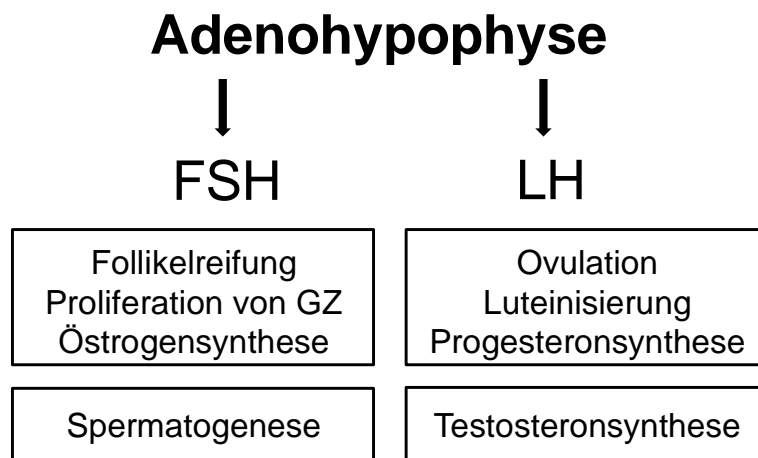 Adenohypophyse
FSH
LH
Follikelreifung
Proliferation von GZ
Östrogensynthese
Ovulation
Luteinisierung
Progesteronsynthese
Spermatogenese
Testosteronsynthese